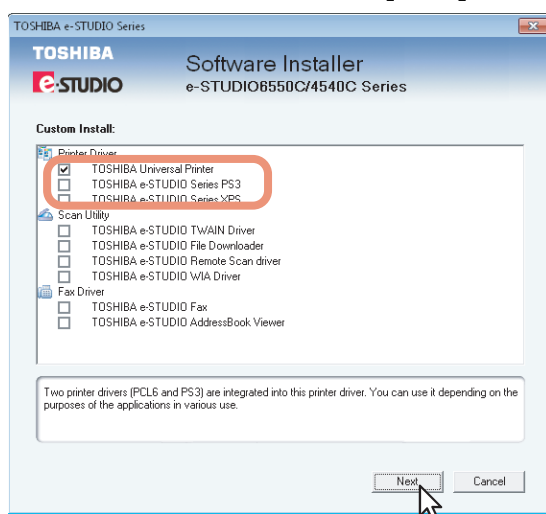 TOSHIBA e-STUDIO Series
TOSHIBA
e-STUDIO
Software Installer
e-STUDIO6550C/4540C Series
Custom Install:
Printer Driver
TOSHIBA Universal Printer
TOSHIBA e-STUDIO Series PS3
TOSHIBA e-STUDIO Series XPS
Scan Utility
TOSHIBA e-STUDIO TWAIN Driver
TOSHIBA e-STUDIO File Downloader
TOSHIBA e-STUDIO Remote Scan driver
TOSHIBA e-STUDIO WIA Driver
Fax Driver
TOSHIBA e-STUDIO Fax
TOSHIBA e-STUDIO AddressBook Viewer
Two printer drivers (PCL6 and PS3) are integrated into this printer driver. You can use it depending on the
purposes of the applications in various use.
Next
Cancel